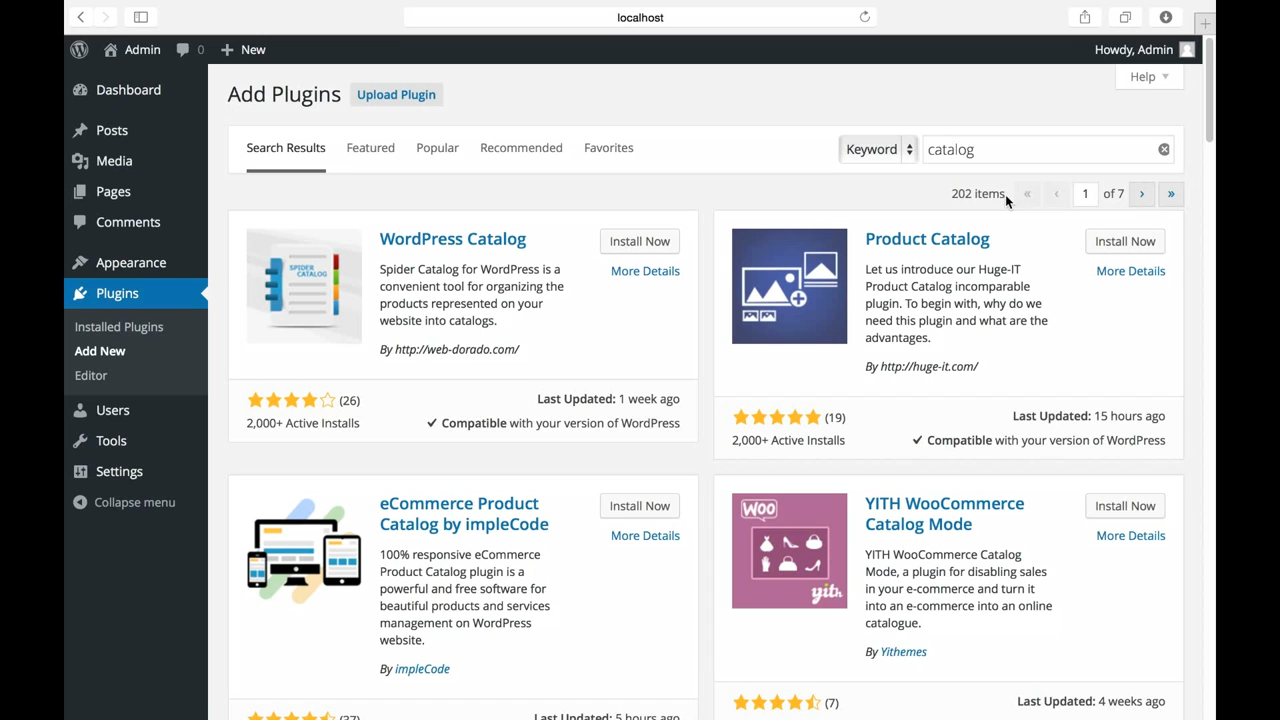 localhost
Admin 0 New Howdy, Admin
Help
Dashboard
Posts
Media
Pages
Comments
Appearance
Plugins
Installed Plugins
Add New
Editor
Users
Tools
Settings
Collapse menu
Add Plugins Upload Plugin
Search Results Featured Popular Recommended Favorites Keyword catalog
202 items « ‹ 1 of 7 › »
SPIDER
CATALOG
WordPress Catalog
Install Now
More Details
Spider Catalog for WordPress is a
convenient tool for organizing the
products represented on your
website into catalogs.
By http://web-dorado.com/
(26)
Last Updated: 1 week ago
2,000+ Active Installs
✓ Compatible with your version of WordPress
Product Catalog
Install Now
More Details
Let us introduce our Huge-IT
Product Catalog incomparable
plugin. To begin with, why do we
need this plugin and what are the
advantages.
By http://huge-it.com/
(19)
Last Updated: 15 hours ago
2,000+ Active Installs
✓ Compatible with your version of WordPress
eCommerce Product
Catalog by impleCode
Install Now
More Details
100% responsive eCommerce
Product Catalog plugin is a
powerful and free software for
beautiful products and services
management on WordPress
website.
By impleCode
(37)
Last Updated: 5 hours ago
Woo
yith
YITH WooCommerce
Catalog Mode
Install Now
More Details
YITH WooCommerce Catalog
Mode, a plugin for disabling sales
in your e-commerce and turn it
into an e-commerce into an online
catalogue.
By Yithemes
(7)
Last Updated: 4 weeks ago